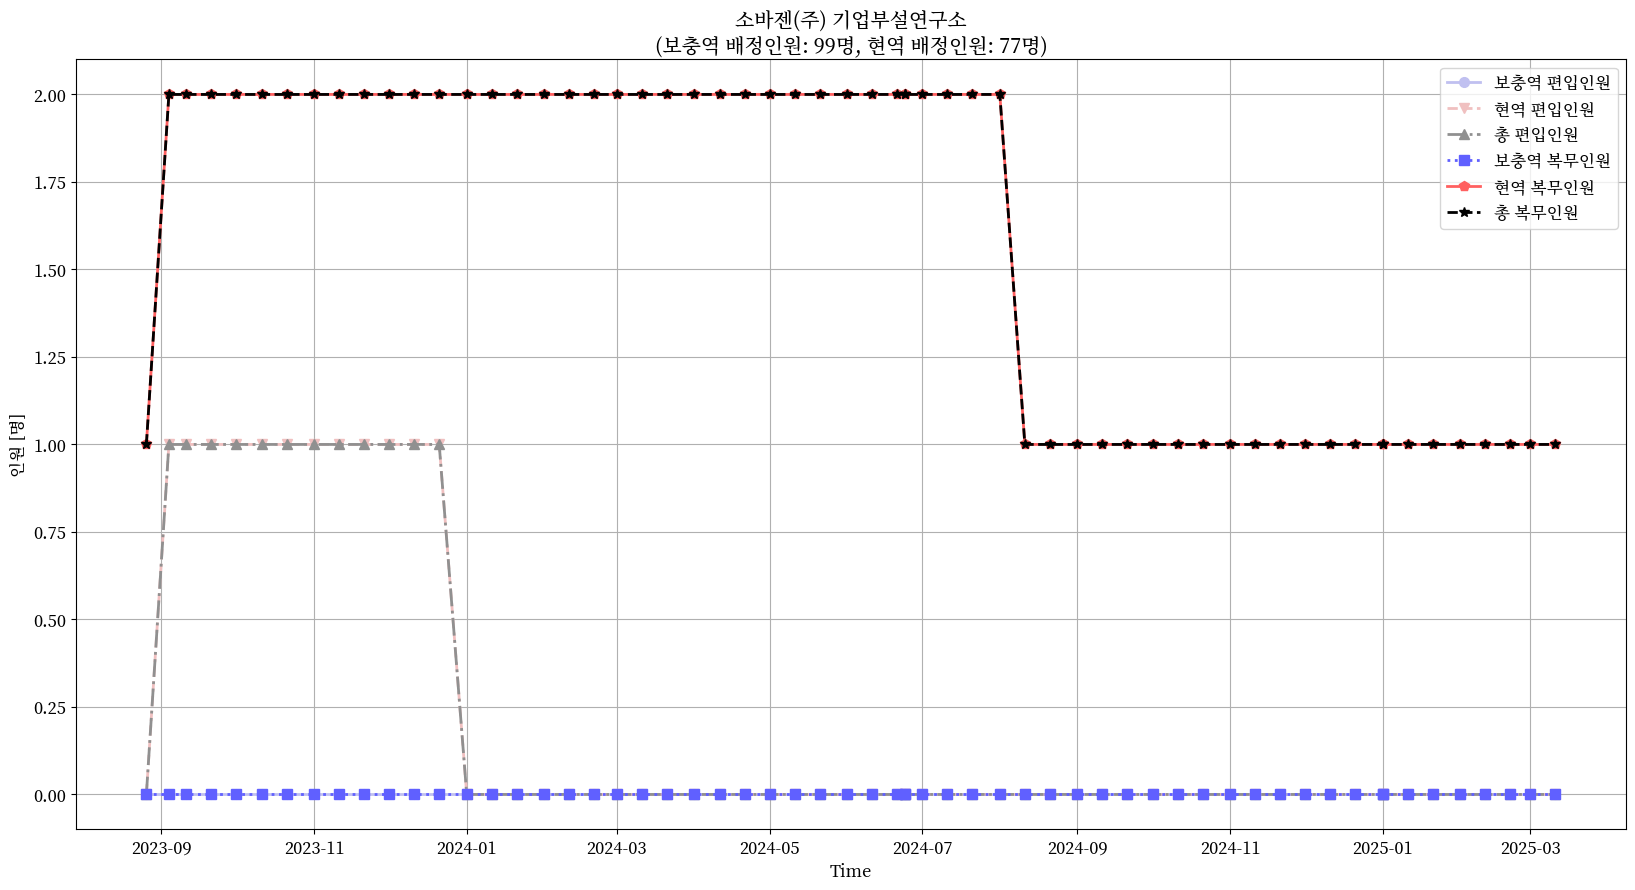 소바젠(주) 기업부설연구소
(보충역 배정인원: 99명, 현역 배정인원: 77명)
보충역 편입인원
현역 편입인원
총 편입인원
보충역 복무인원
현역 복무인원
총 복무인원
2.00
1.75
1.50
1.25
1.00
0.75
0.50
0.25
0.00
인원 [명]
2023-09 2023-11 2024-01 2024-03 2024-05 2024-07 2024-09 2024-11 2025-01 2025-03
Time